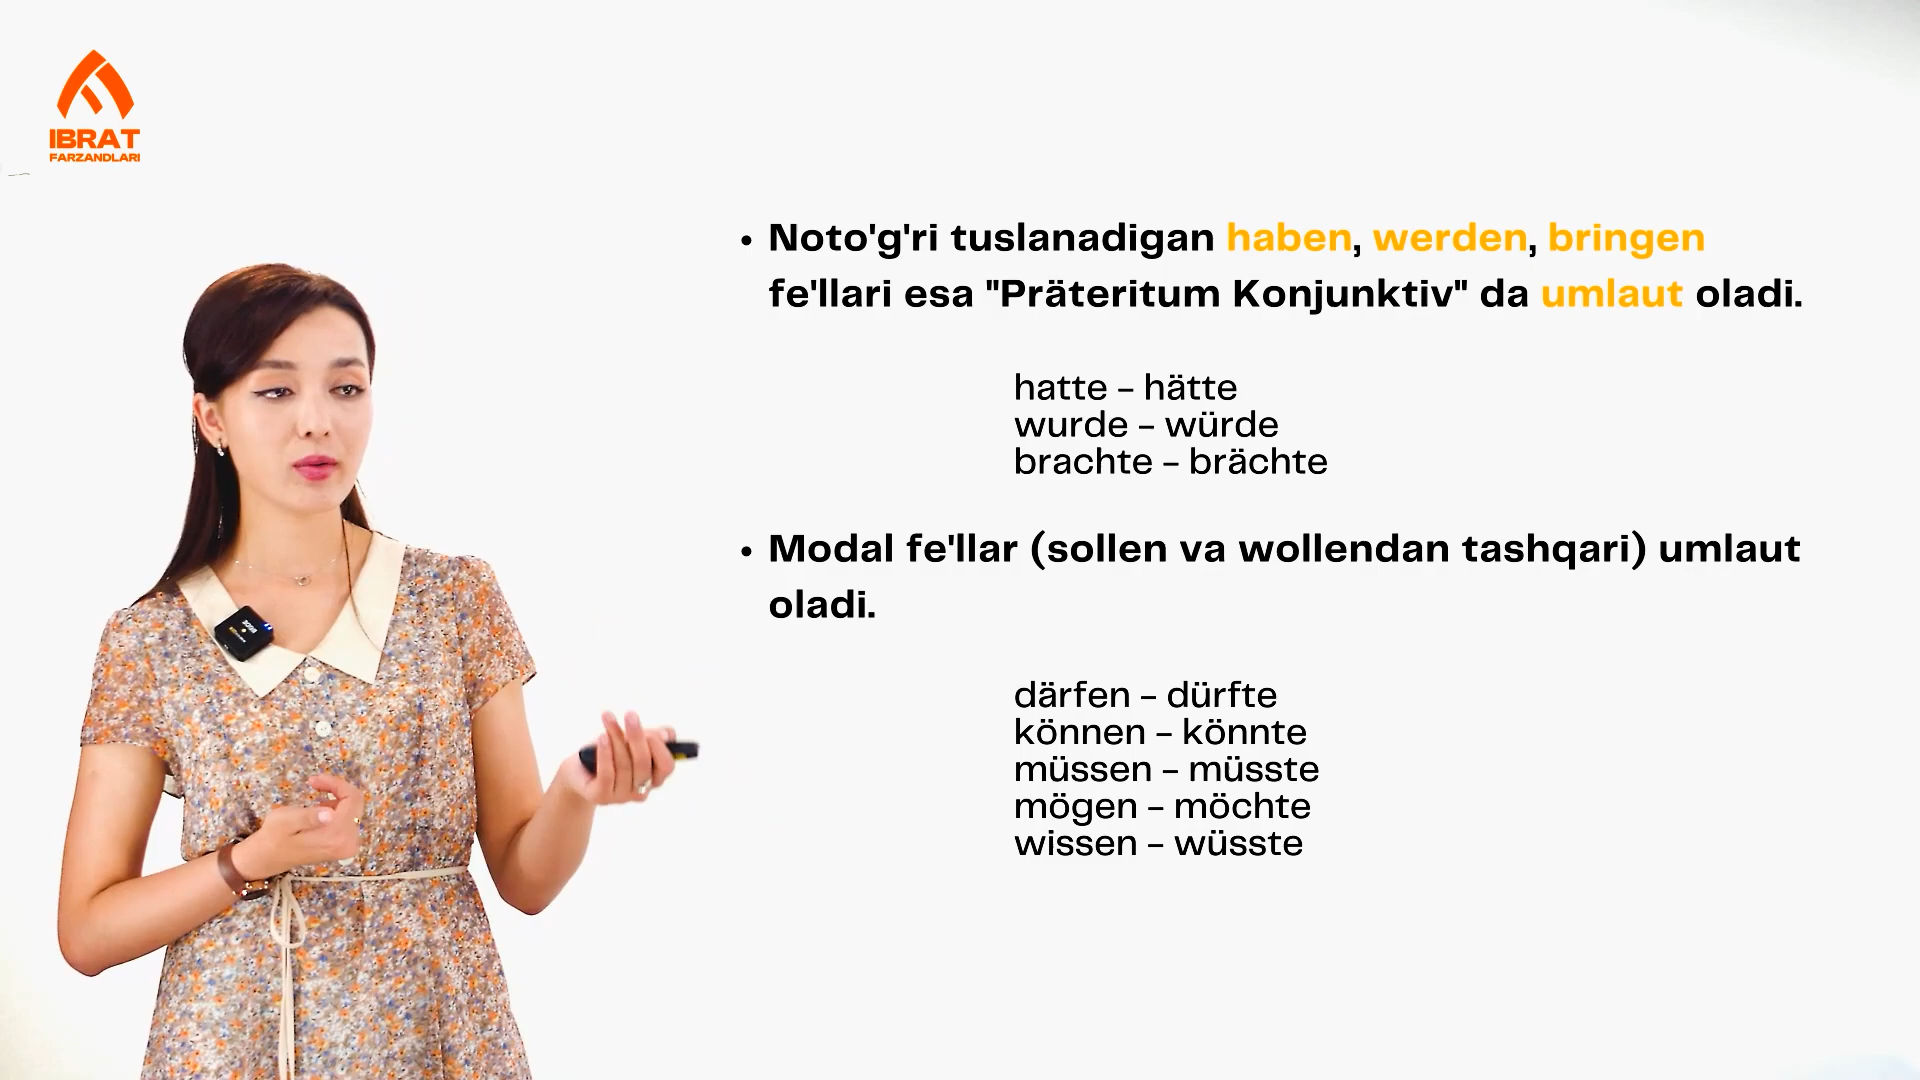 IBRAT
FARZANDLARI
• Noto'g'ri tuslanadigan haben, werden, bringen
fe'llari esa "Präteritum Konjunktiv" da umlaut oladi.
hatte – hätte
wurde – würde
brachte – brächte
• Modal fe'llar (sollen va wollendan tashqari) umlaut
oladi.
därfen – dürfte
können – könnte
müssen – müsste
mögen – möchte
wissen – wüsste